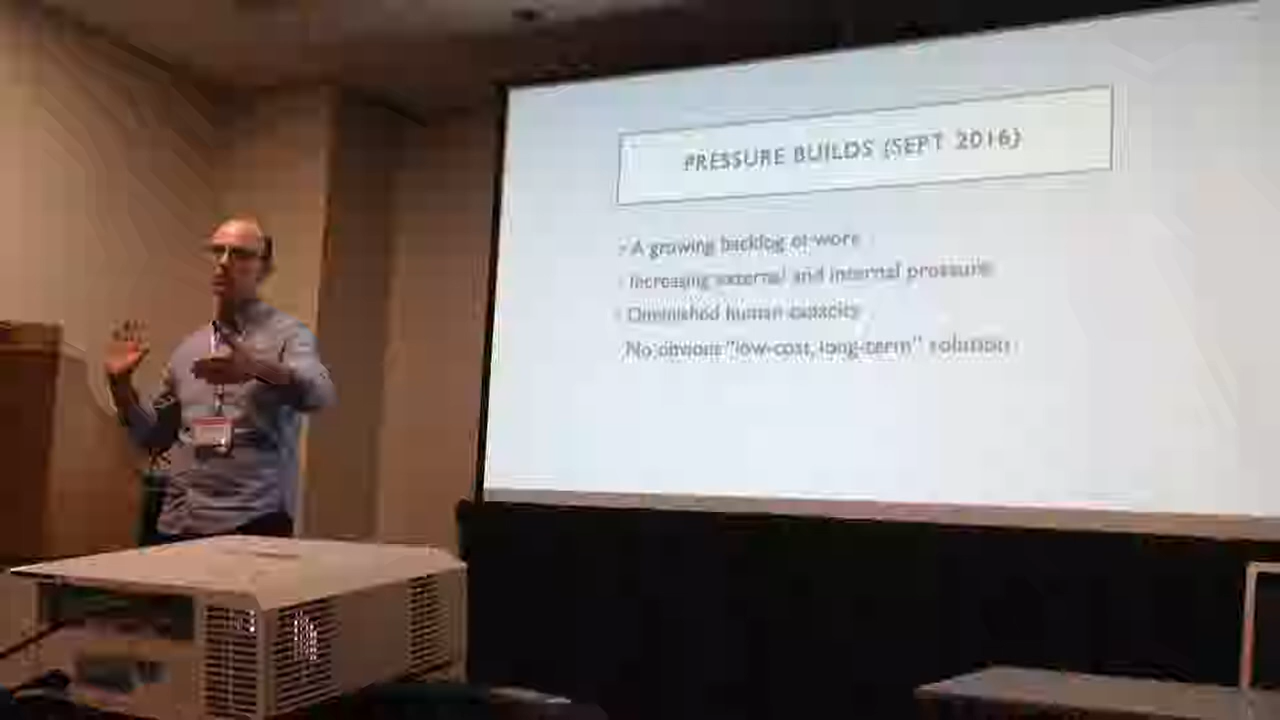 PRESSURE BUILDS (SEPT 2016)
A growing backlog of work
Increasing external and internal pressure
Diminished human capacity
No obvious "low-cost, long-term" solution